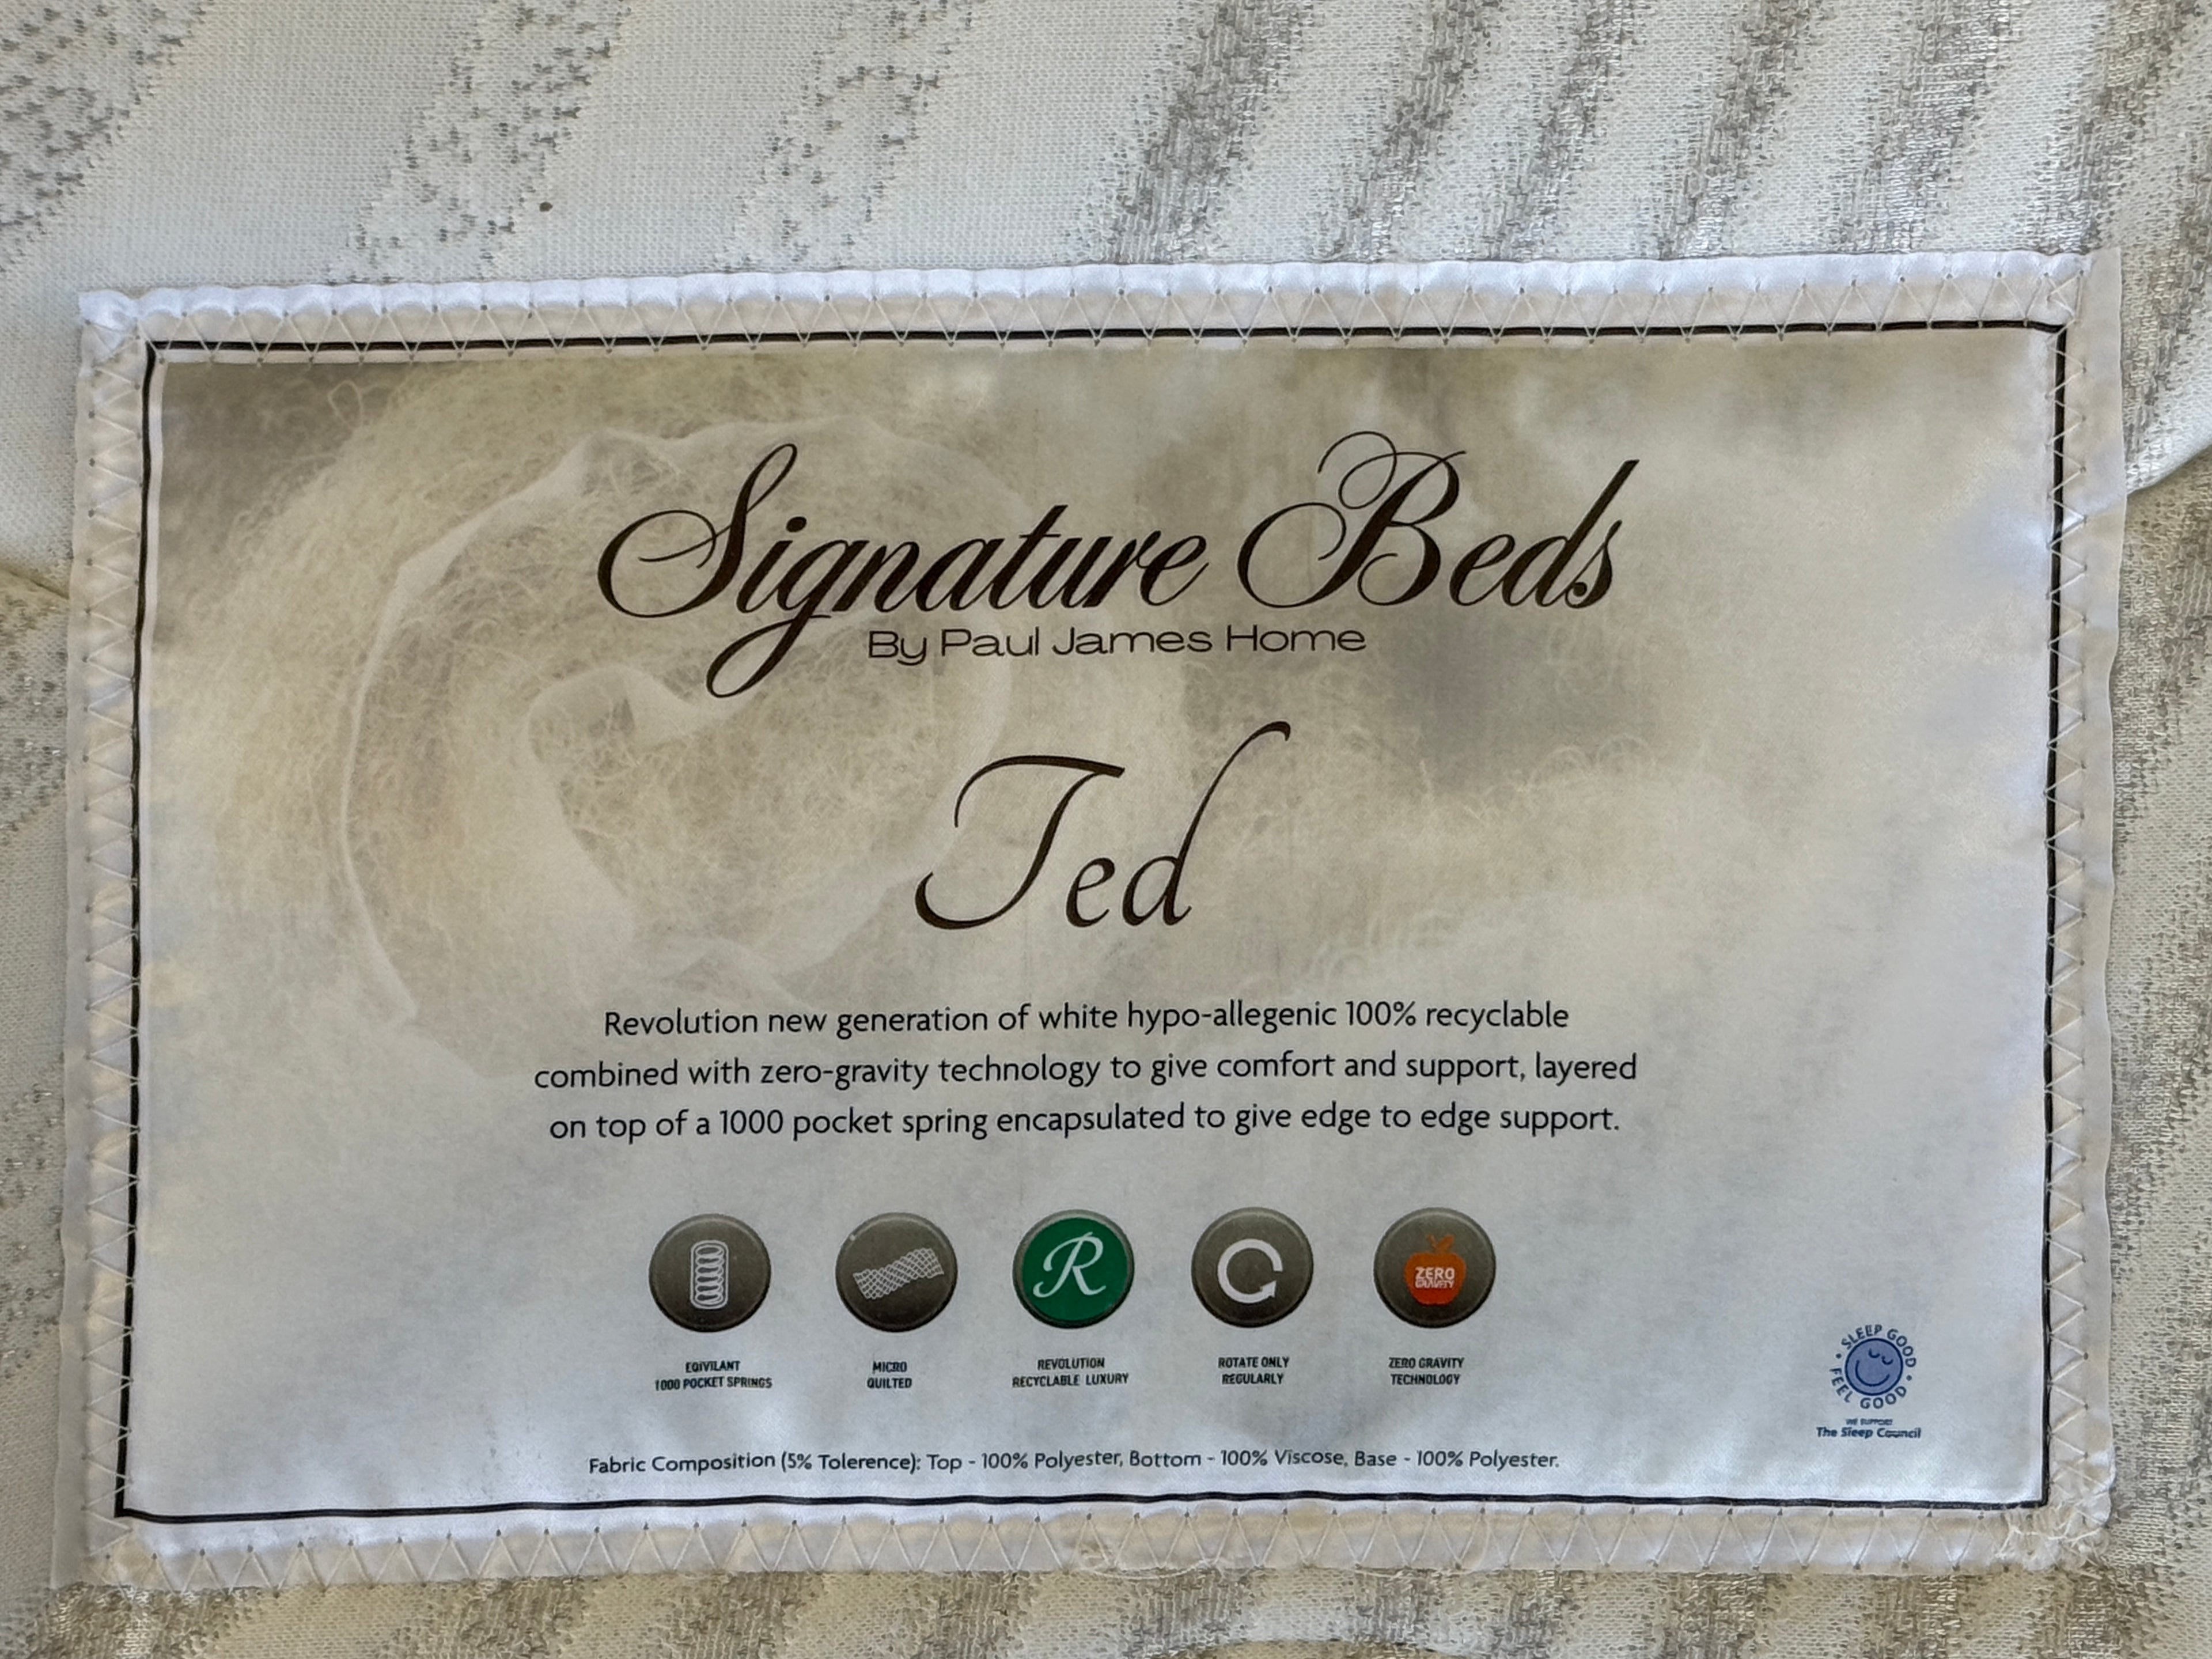 Signature Beds
By Paul James Home
Ted
Revolution new generation of white hypo-allegenic 100% recyclable
combined with zero-gravity technology to give comfort and support, layered
on top of a 1000 pocket spring encapsulated to give edge to edge support.
R
ZERO
GRAVITY
EQIVILANT
1000 POCKET SPRINGS
MICRO
QUILTED
REVOLUTION
RECYCLABLE LUXURY
ROTATE ONLY
REGULARLY
ZERO GRAVITY
TECHNOLOGY
SLEEP GOOD
FEEL GOOD
WE SUPPORT
The Sleep Council
Fabric Composition (5% Tolerence): Top - 100% Polyester, Bottom - 100% Viscose, Base - 100% Polyester.